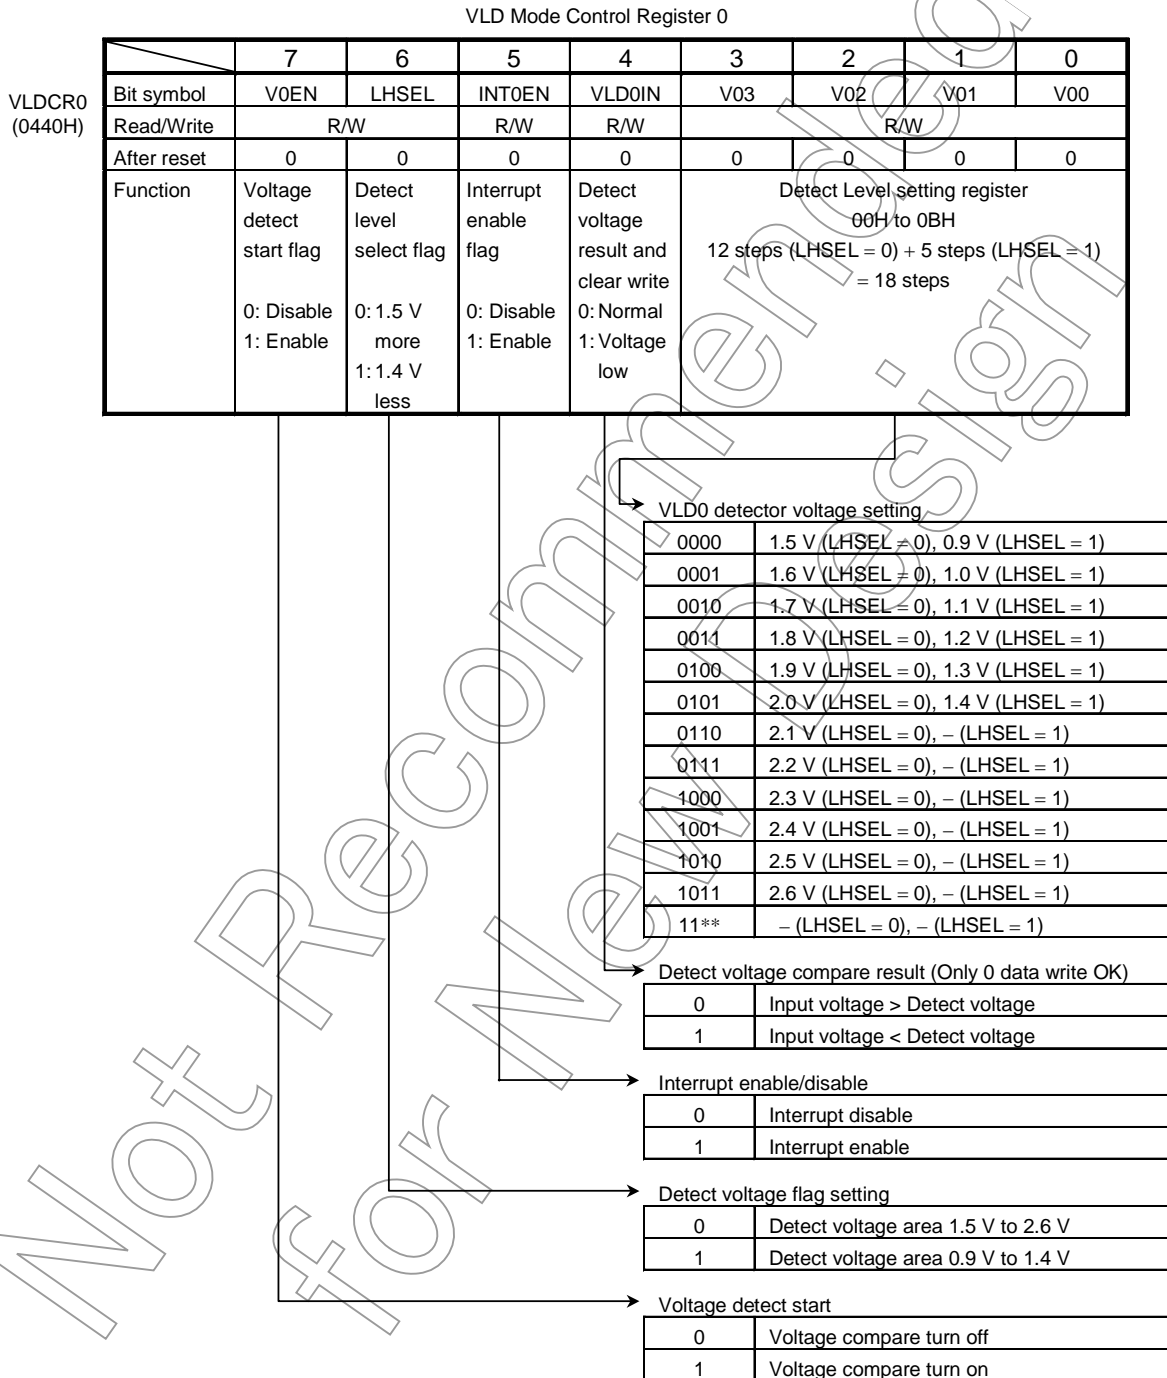 VLD Mode Control Register 0
7 6 5 4 3 2 1 0
VLDCR0
(0440H)
Bit symbol V0EN LHSEL INT0EN VLD0IN V03 V02 V01 V00
Read/Write R/W R/W R/W R/W
After reset 0 0 0 0 0 0 0 0
Function Voltage Detect Interrupt Detect Detect Level setting register
detect level enable voltage 00H to 0BH
start flag select flag flag result and 12 steps (LHSEL = 0) + 5 steps (LHSEL = 1)
clear write = 18 steps
0: Disable 0: 1.5 V 0: Disable 0: Normal
1: Enable more 1: Enable 1: Voltage
1: 1.4 V low
less
VLD0 detector voltage setting
0000 1.5 V (LHSEL = 0), 0.9 V (LHSEL = 1)
0001 1.6 V (LHSEL = 0), 1.0 V (LHSEL = 1)
0010 1.7 V (LHSEL = 0), 1.1 V (LHSEL = 1)
0011 1.8 V (LHSEL = 0), 1.2 V (LHSEL = 1)
0100 1.9 V (LHSEL = 0), 1.3 V (LHSEL = 1)
0101 2.0 V (LHSEL = 0), 1.4 V (LHSEL = 1)
0110 2.1 V (LHSEL = 0), – (LHSEL = 1)
0111 2.2 V (LHSEL = 0), – (LHSEL = 1)
1000 2.3 V (LHSEL = 0), – (LHSEL = 1)
1001 2.4 V (LHSEL = 0), – (LHSEL = 1)
1010 2.5 V (LHSEL = 0), – (LHSEL = 1)
1011 2.6 V (LHSEL = 0), – (LHSEL = 1)
11** – (LHSEL = 0), – (LHSEL = 1)
Detect voltage compare result (Only 0 data write OK)
0 Input voltage > Detect voltage
1 Input voltage < Detect voltage
Interrupt enable/disable
0 Interrupt disable
1 Interrupt enable
Detect voltage flag setting
0 Detect voltage area 1.5 V to 2.6 V
1 Detect voltage area 0.9 V to 1.4 V
Voltage detect start
0 Voltage compare turn off
1 Voltage compare turn on
Not Recommended
for New Design